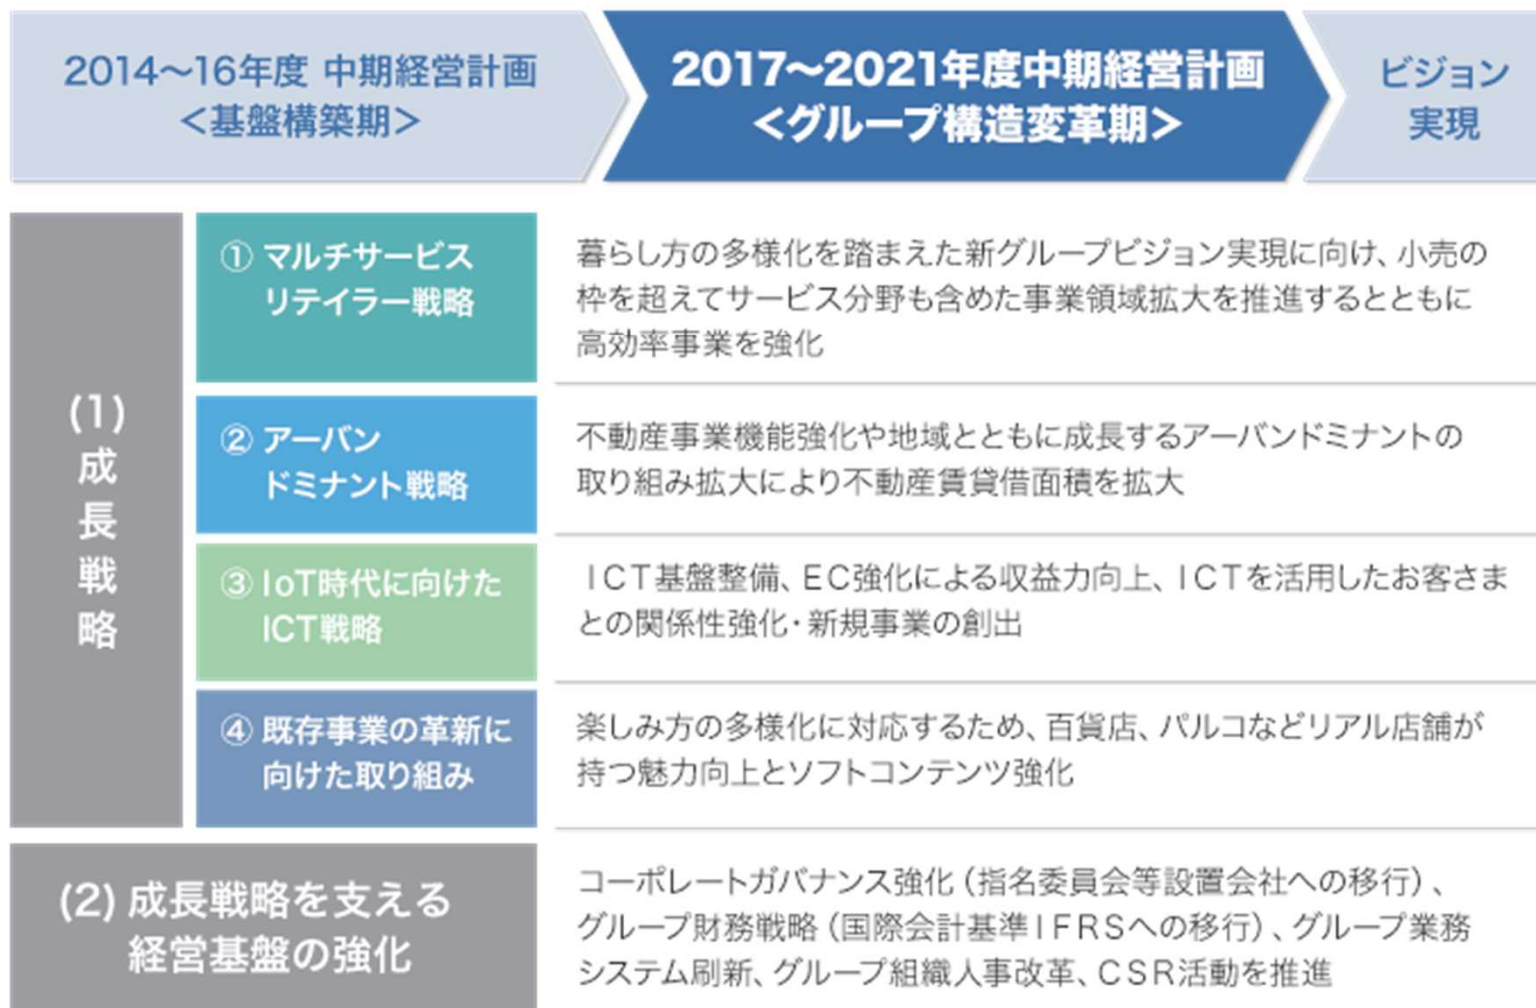 2014〜16年度 中期経営計画
<基盤構築期>
2017〜2021年度中期経営計画
<グループ構造変革期>
ビジョン
実現
(1)
成
長
戦
略
① マルチサービス
リテイラー戦略
暮らし方の多様化を踏まえた新グループビジョン実現に向け、小売の
枠を超えてサービス分野も含めた事業領域拡大を推進するとともに
高効率事業を強化
② アーバン
ドミナント戦略
不動産事業機能強化や地域とともに成長するアーバンドミナントの
取り組み拡大により不動産賃貸借面積を拡大
③ IoT時代に向けた
ICT戦略
ICT基盤整備、EC強化による収益力向上、ICTを活用したお客さま
との関係性強化・新規事業の創出
④ 既存事業の革新に
向けた取り組み
楽しみ方の多様化に対応するため、百貨店、パルコなどリアル店舗が
持つ魅力向上とソフトコンテンツ強化
(2) 成長戦略を支える
経営基盤の強化
コーポレートガバナンス強化（指名委員会等設置会社への移行）、
グループ財務戦略（国際会計基準IFRSへの移行）、グループ業務
システム刷新、グループ組織人事改革、CSR活動を推進